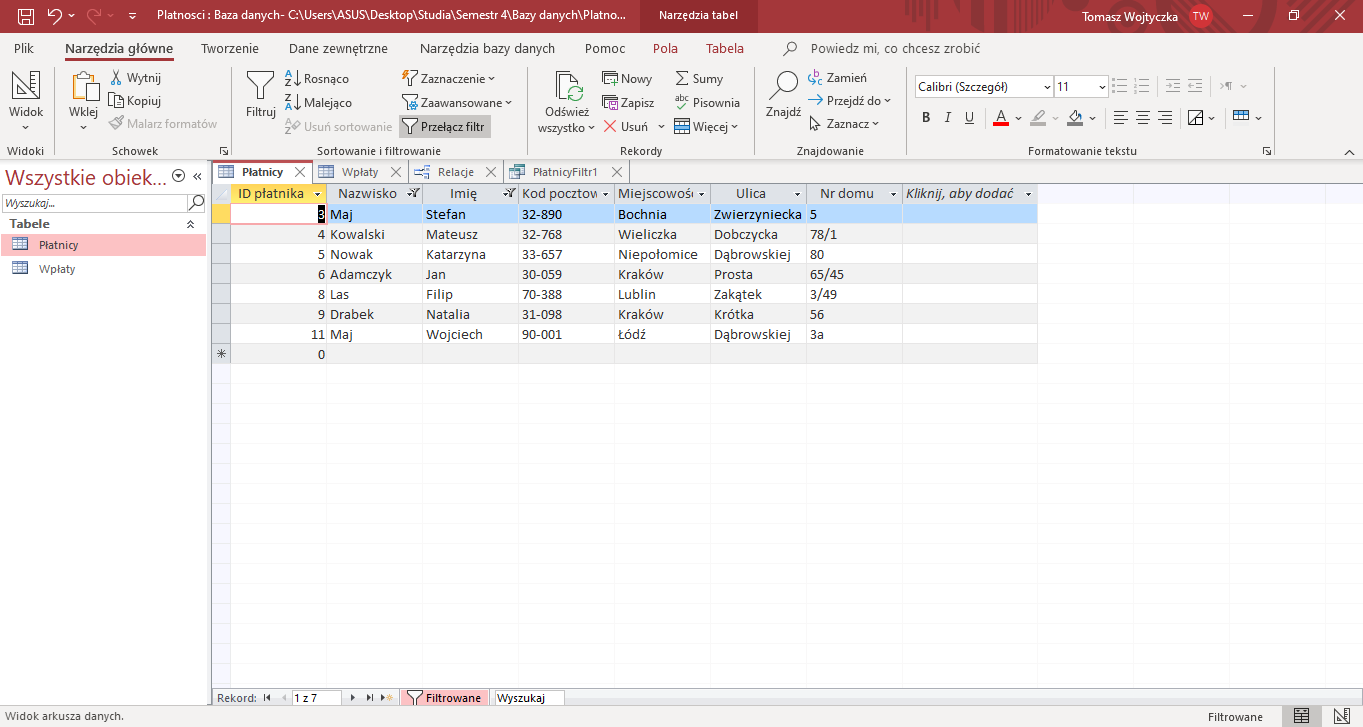 Platnosci : Baza danych- C:\Users\ASUS\Desktop\Studia\Semestr 4\Bazy danych\Platno... Narzędzia tabel Tomasz Wojtyczka TW
Plik Narzędzia główne Tworzenie Dane zewnętrzne Narzędzia bazy danych Pomoc Pola Tabela Powiedz mi, co chcesz zrobić
Widok
Widoki
Wklej
Wytnij
Kopiuj
Malarz formatów
Schowek
Filtruj
Rosnąco
Malejąco
Usuń sortowanie
Zaznaczenie
Zaawansowane
Przełącz filtr
Sortowanie i filtrowanie
Odśwież
wszystko
Nowy
Zapisz
Usuń
Sumy
Pisownia
Więcej
Rekordy
Znajdź
Zamień
Przejdź do
Zaznacz
Znajdowanie
Calibri (Szczegół) 11
B I U A
Formatowanie tekstu
Wszystkie obiek...
Wyszukaj...
Tabele
Płatnicy
Wpłaty
Płatnicy Wpłaty Relacje PłatnicyFiltr1
ID płatnika Nazwisko Imię Kod pocztow Miejscowoś Ulica Nr domu Kliknij, aby dodać
3 Maj Stefan 32-890 Bochnia Zwierzyniecka 5
4 Kowalski Mateusz 32-768 Wieliczka Dobczycka 78/1
5 Nowak Katarzyna 33-657 Niepołomice Dąbrowskiej 80
6 Adamczyk Jan 30-059 Kraków Prosta 65/45
8 Las Filip 70-388 Lublin Zakątek 3/49
9 Drabek Natalia 31-098 Kraków Krótka 56
11 Maj Wojciech 90-001 Łódź Dąbrowskiej 3a
0
Rekord: 1 z 7 Filtrowane Wyszukaj
Widok arkusza danych. Filtrowane